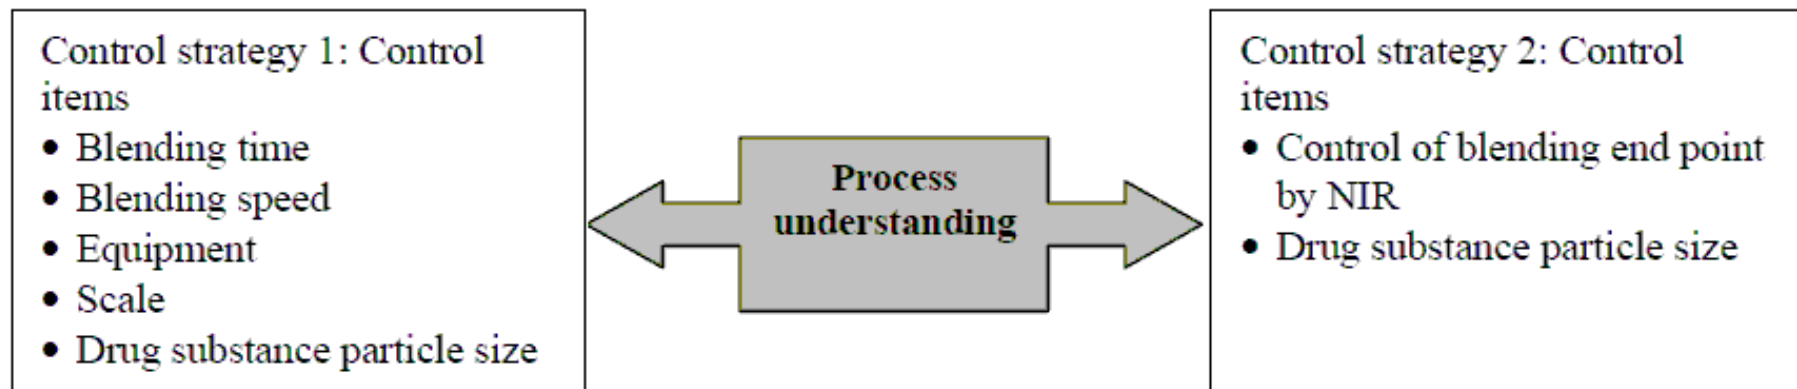 Control strategy 1: Control
items
• Blending time
• Blending speed
• Equipment
• Scale
• Drug substance particle size
Process
understanding
Control strategy 2: Control
items
• Control of blending end point
by NIR
• Drug substance particle size